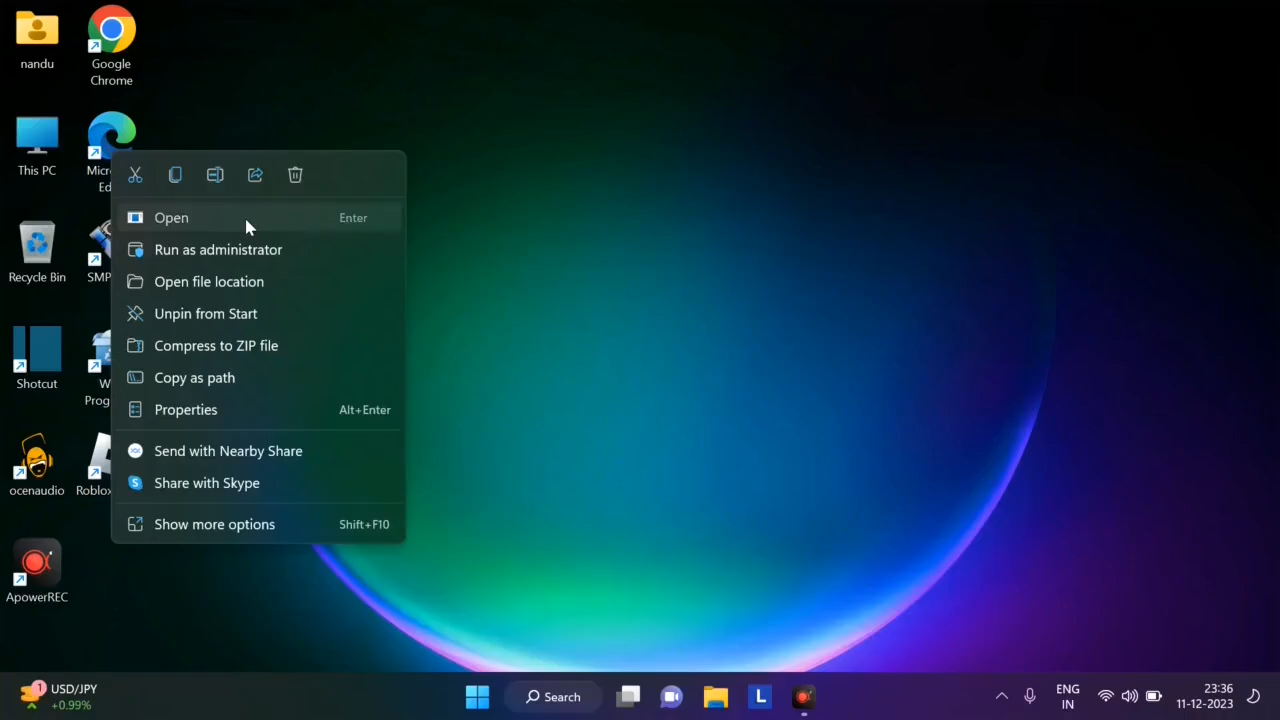 nandu
Google
Chrome
This PC
Recycle Bin
SMP
Shotcut
ocenaudio
Roblox
ApowerREC
Open Enter
Run as administrator
Open file location
Unpin from Start
Compress to ZIP file
Copy as path
Properties Alt+Enter
Send with Nearby Share
Share with Skype
Show more options Shift+F10
1
USD/JPY
+0.99%
Search
L
ENG
IN
23:36
11-12-2023